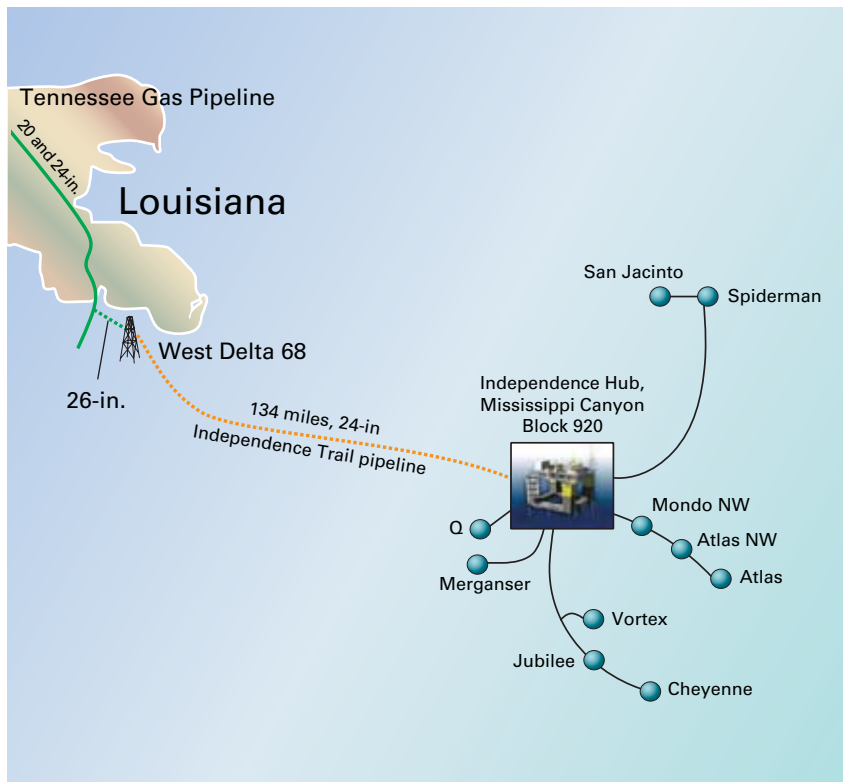 Tennessee Gas Pipeline
20 and 24-in.
Louisiana
San Jacinto
Spiderman
West Delta 68
26-in.
Independence Hub,
Mississippi Canyon
Block 920
134 miles, 24-in
Independence Trail pipeline
Q
Mondo NW
Atlas NW
Atlas
Merganser
Vortex
Jubilee
Cheyenne